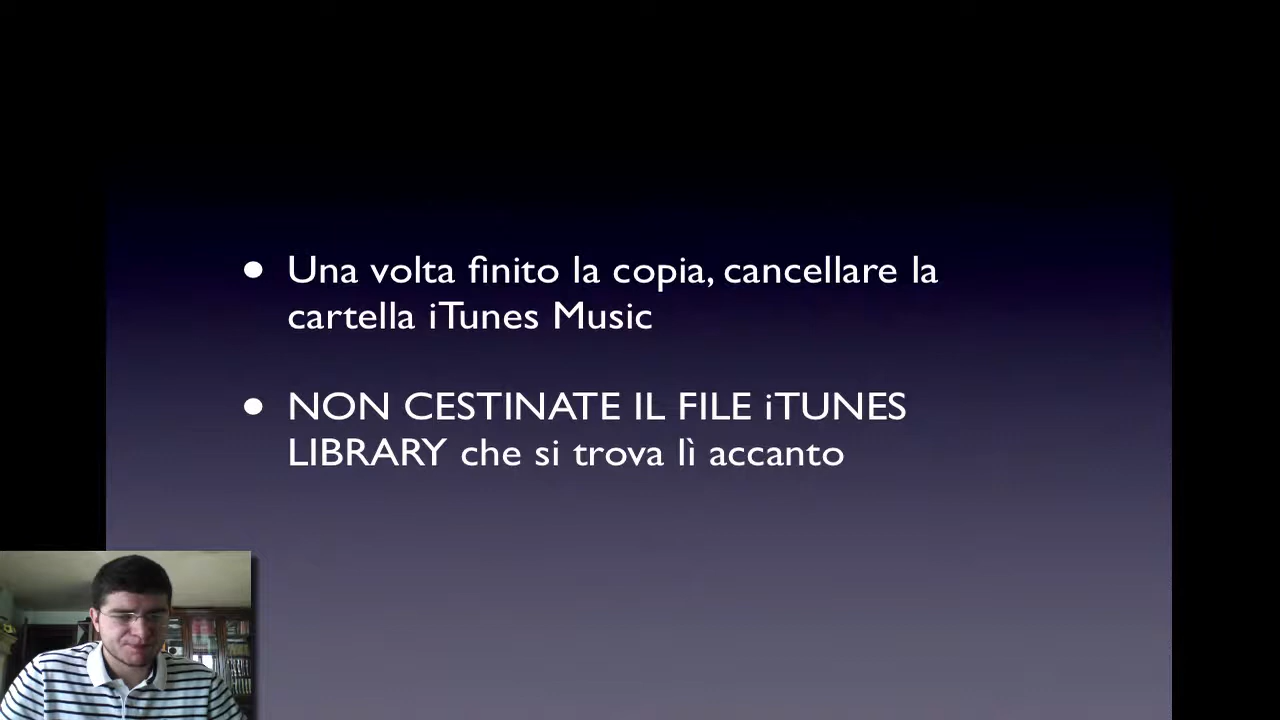 Una volta finito la copia, cancellare la
cartella iTunes Music
NON CESTINATE IL FILE iTUNES
LIBRARY che si trova lì accanto